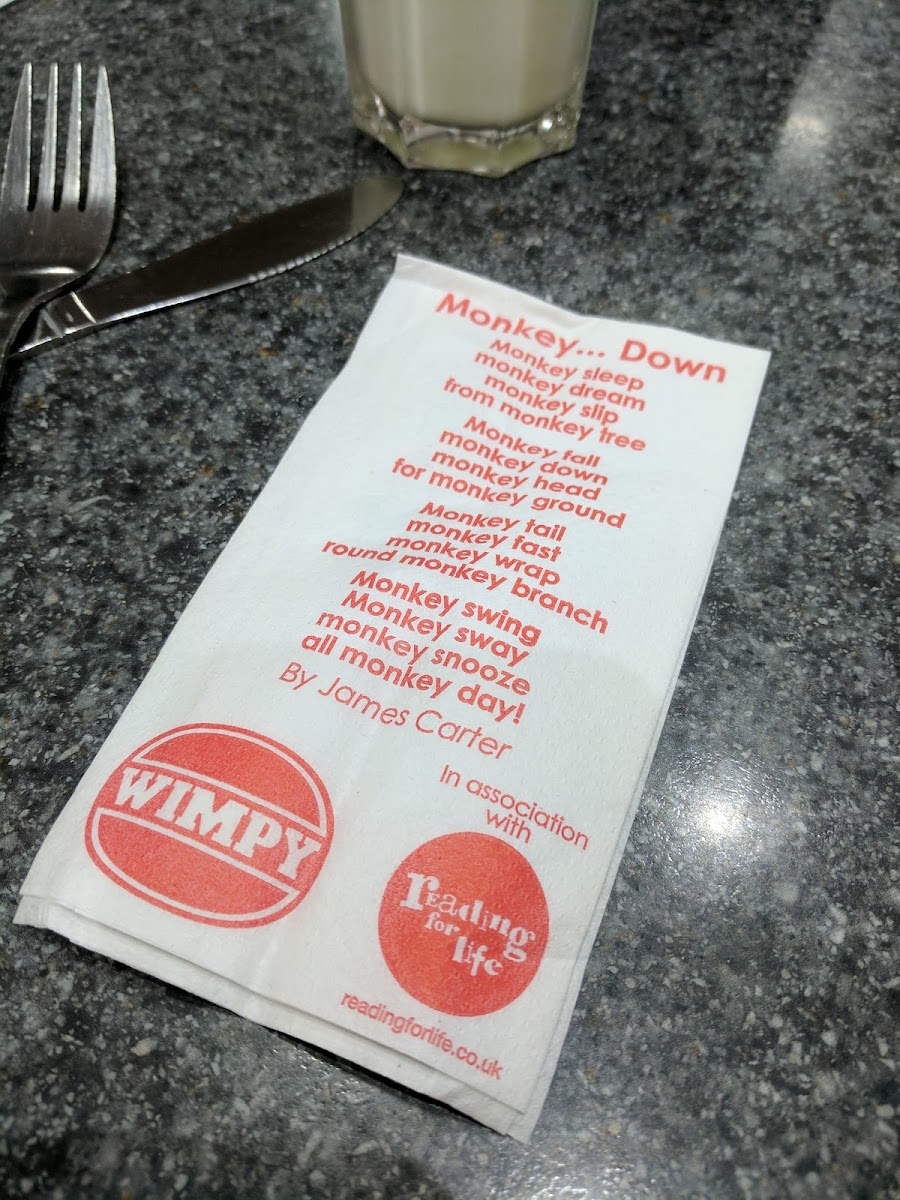 Monkey... Down
Monkey sleep
monkey dream
monkey slip
from monkey tree
Monkey fall
monkey down
monkey head
for monkey ground
Monkey tail
monkey fast
monkey wrap
round monkey branch
Monkey swing
Monkey sway
monkey snooze
all monkey day!
By James Carter
WIMPY
In association
with
rEading
for
life
readingforlife.co.uk